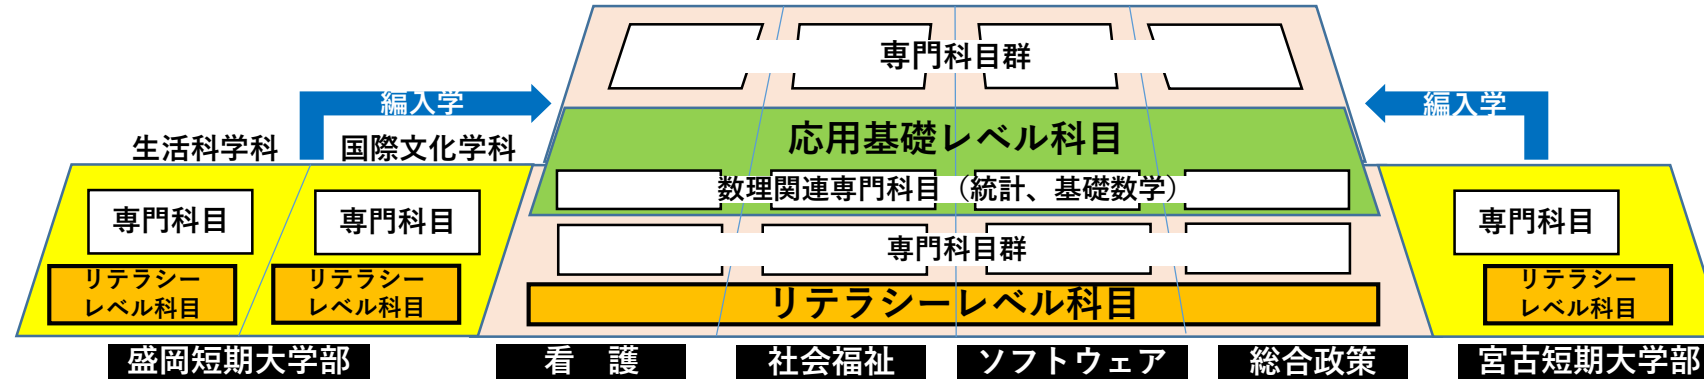 専門科目群
編入学
編入学
応用基礎レベル科目
生活科学科
国際文化学科
数理関連専門科目（統計、基礎数学）
専門科目
専門科目
専門科目
専門科目群
リテラシー
レベル科目
リテラシー
レベル科目
リテラシーレベル科目
リテラシー
レベル科目
盛岡短期大学部
看　護
社会福祉
ソフトウェア
総合政策
宮古短期大学部